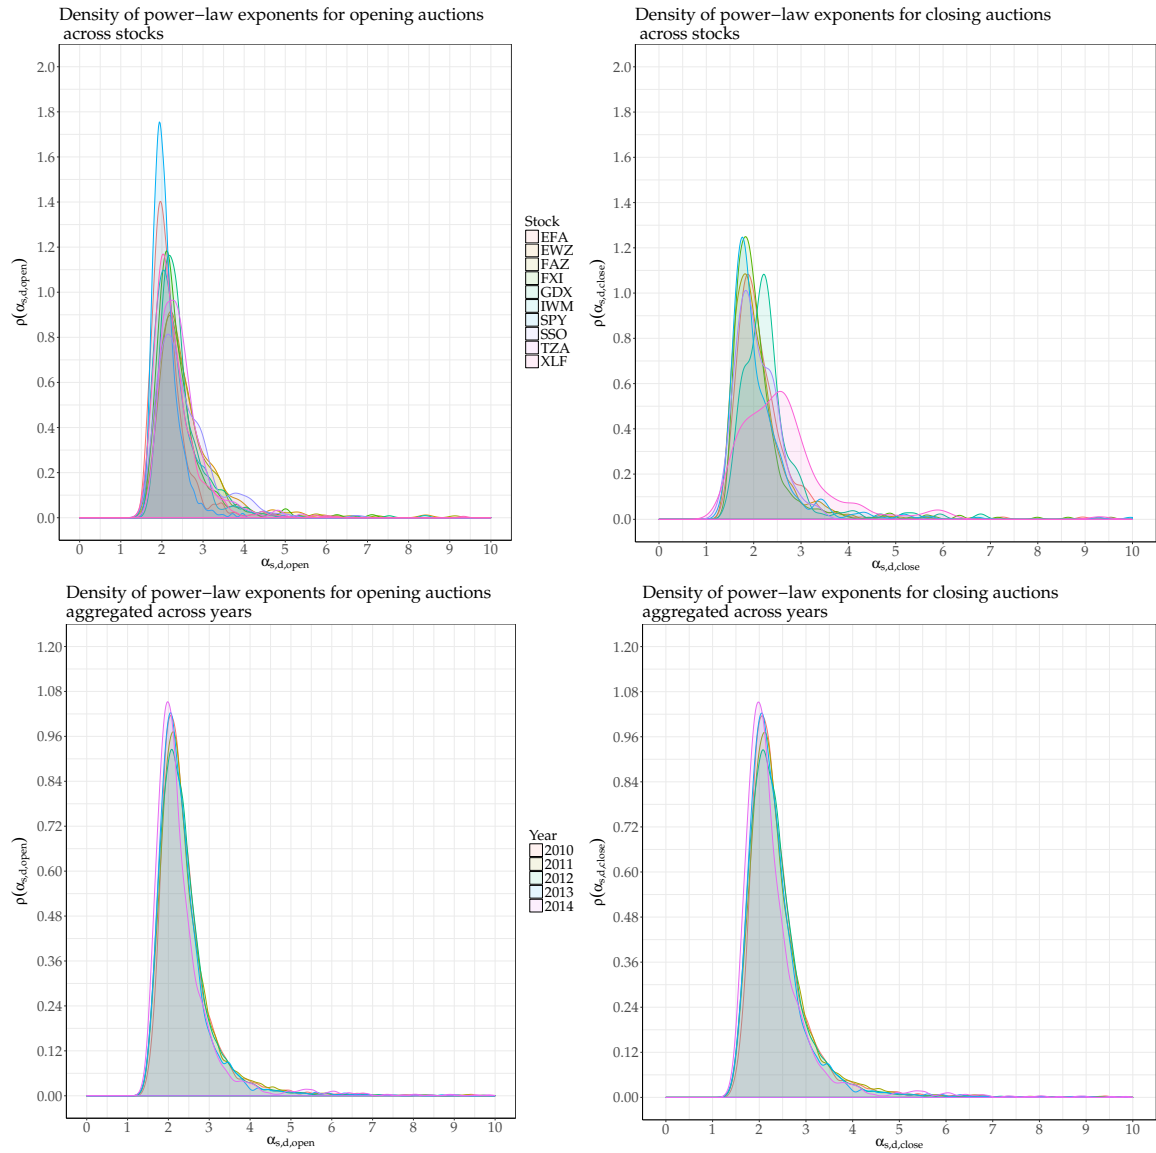 Density of power−law exponents for opening auctions
across stocks
2.0
1.8
1.6
1.4
1.2
1.0
0.8
0.6
0.4
0.2
0.0
ρ(αs,d,open)
0 1 2 3 4 5 6 7 8 9 10
αs,d,open
Stock
EFA
EWZ
FAZ
FXI
GDX
IWM
SPY
SSO
TZA
XLF
Density of power−law exponents for closing auctions
across stocks
2.0
1.8
1.6
1.4
1.2
1.0
0.8
0.6
0.4
0.2
0.0
ρ(αs,d,close)
0 1 2 3 4 5 6 7 8 9 10
αs,d,close
Density of power−law exponents for opening auctions
aggregated across years
1.20
1.08
0.96
0.84
0.72
0.60
0.48
0.36
0.24
0.12
0.00
ρ(αs,d,open)
0 1 2 3 4 5 6 7 8 9 10
αs,d,open
Year
2010
2011
2012
2013
2014
Density of power−law exponents for closing auctions
aggregated across years
1.20
1.08
0.96
0.84
0.72
0.60
0.48
0.36
0.24
0.12
0.00
ρ(αs,d,close)
0 1 2 3 4 5 6 7 8 9 10
αs,d,close